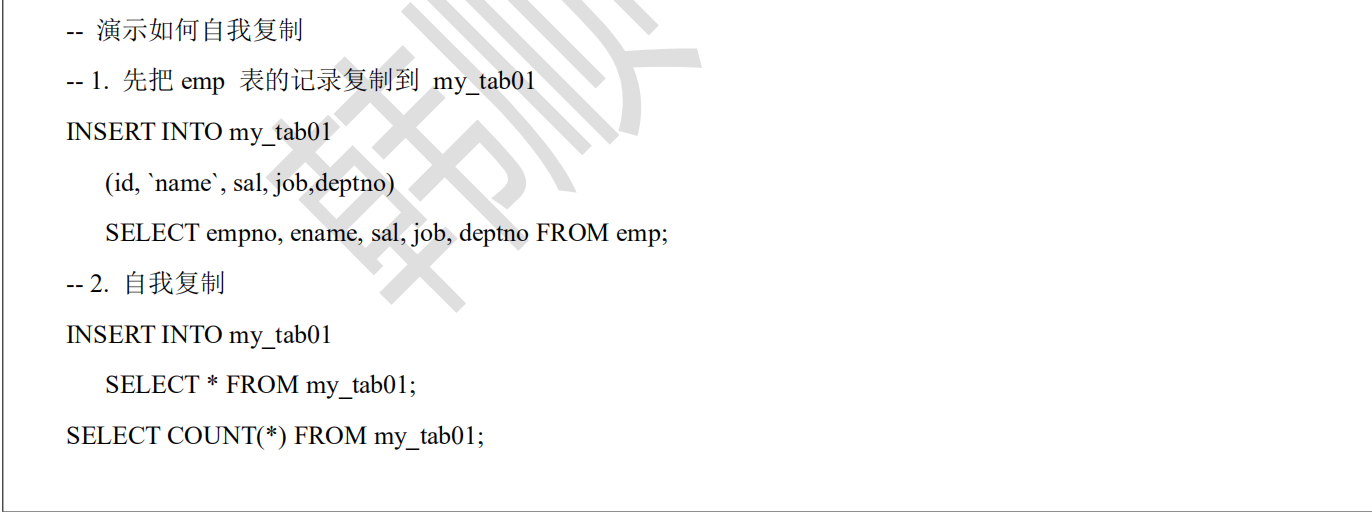 -- 演示如何自我复制
-- 1. 先把 emp 表的记录复制到 my_tab01
INSERT INTO my_tab01
(id, `name`, sal, job,deptno)
SELECT empno, ename, sal, job, deptno FROM emp;
-- 2. 自我复制
INSERT INTO my_tab01
SELECT * FROM my_tab01;
SELECT COUNT(*) FROM my_tab01;
韩顺